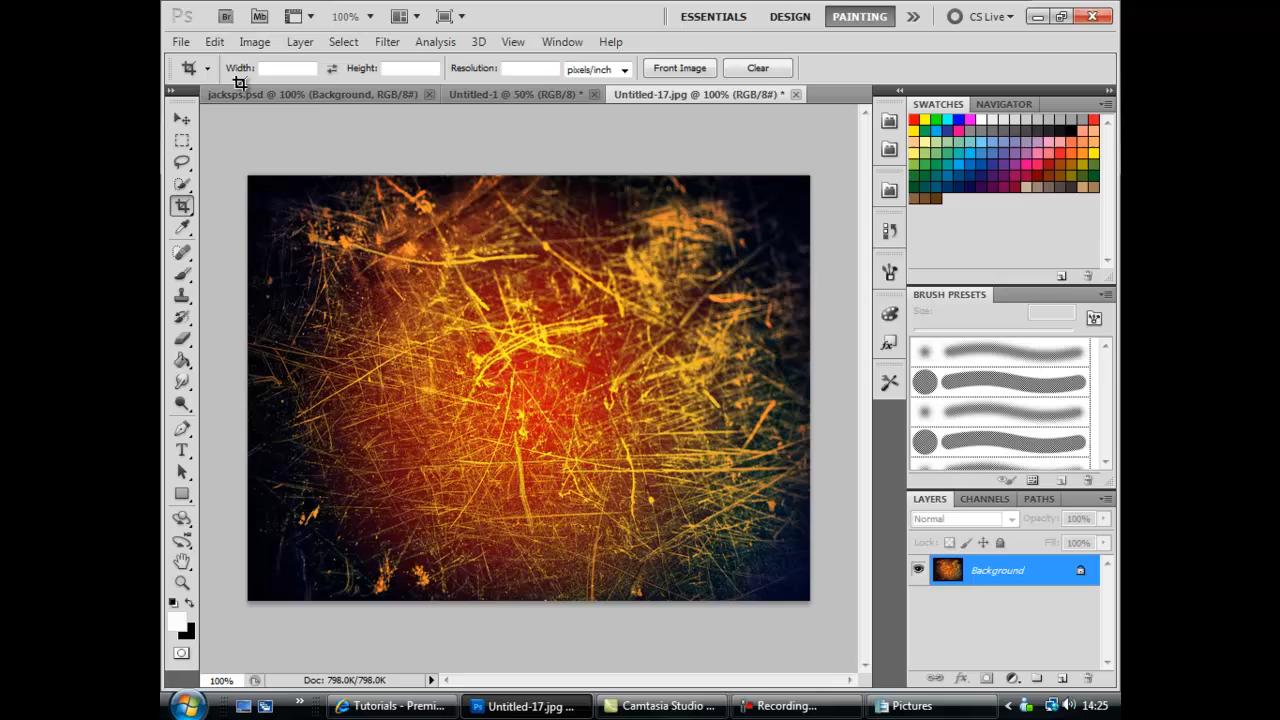 Ps Br Mb 100% ESSENTIALS DESIGN PAINTING CS Live
File Edit Image Layer Select Filter Analysis 3D View Window Help
Width: Height: Resolution: pixels/inch Front Image Clear
jacksps.psd @ 100% (Background, RGB/8#) Untitled-1 @ 50% (RGB/8) * Untitled-17.jpg @ 100% (RGB/8#) *
SWATCHES NAVIGATOR
BRUSH PRESETS
Size:
LAYERS CHANNELS PATHS
Normal Opacity: 100%
Lock: Fill: 100%
Background
100% Doc: 798.0K/798.0K
Tutorials - Premi... Untitled-17.jpg ... Camtasia Studio ... Recording... Pictures 14:25